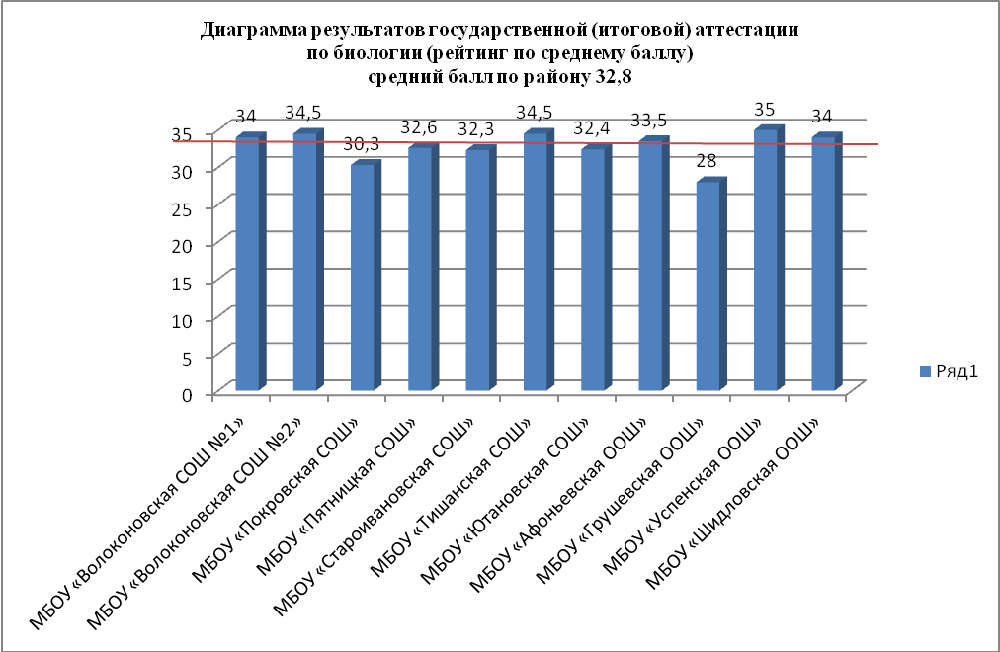 Диаграмма результатов государственной (итоговой) аттестации
по биологии (рейтинг по среднему баллу)
средний балл по району 32,8
34
34,5
30,3
32,6
32,3
34,5
32,4
33,5
28
35
34
35
30
25
20
15
10
5
0
Ряд1
МБОУ «Волоконовская СОШ №1»
МБОУ «Волоконовская СОШ №2»
МБОУ «Покровская СОШ»
МБОУ «Пятницкая СОШ»
МБОУ «Староивановская СОШ»
МБОУ «Тишанская СОШ»
МБОУ «Ютановская СОШ»
МБОУ «Афоньевская ООШ»
МБОУ «Грушевская ООШ»
МБОУ «Успенская ООШ»
МБОУ «Шидловская ООШ»